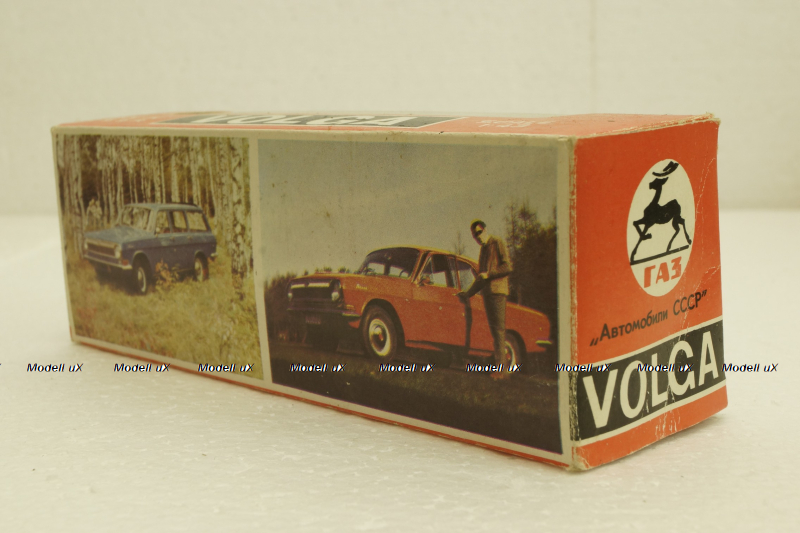 VOLGA
ГАЗ
„Автомобили СССР"
VOLGA
Modell uX Modell uX Modell uX Modell uX Modell uX Modell uX Modell uX Modell uX Modell uX